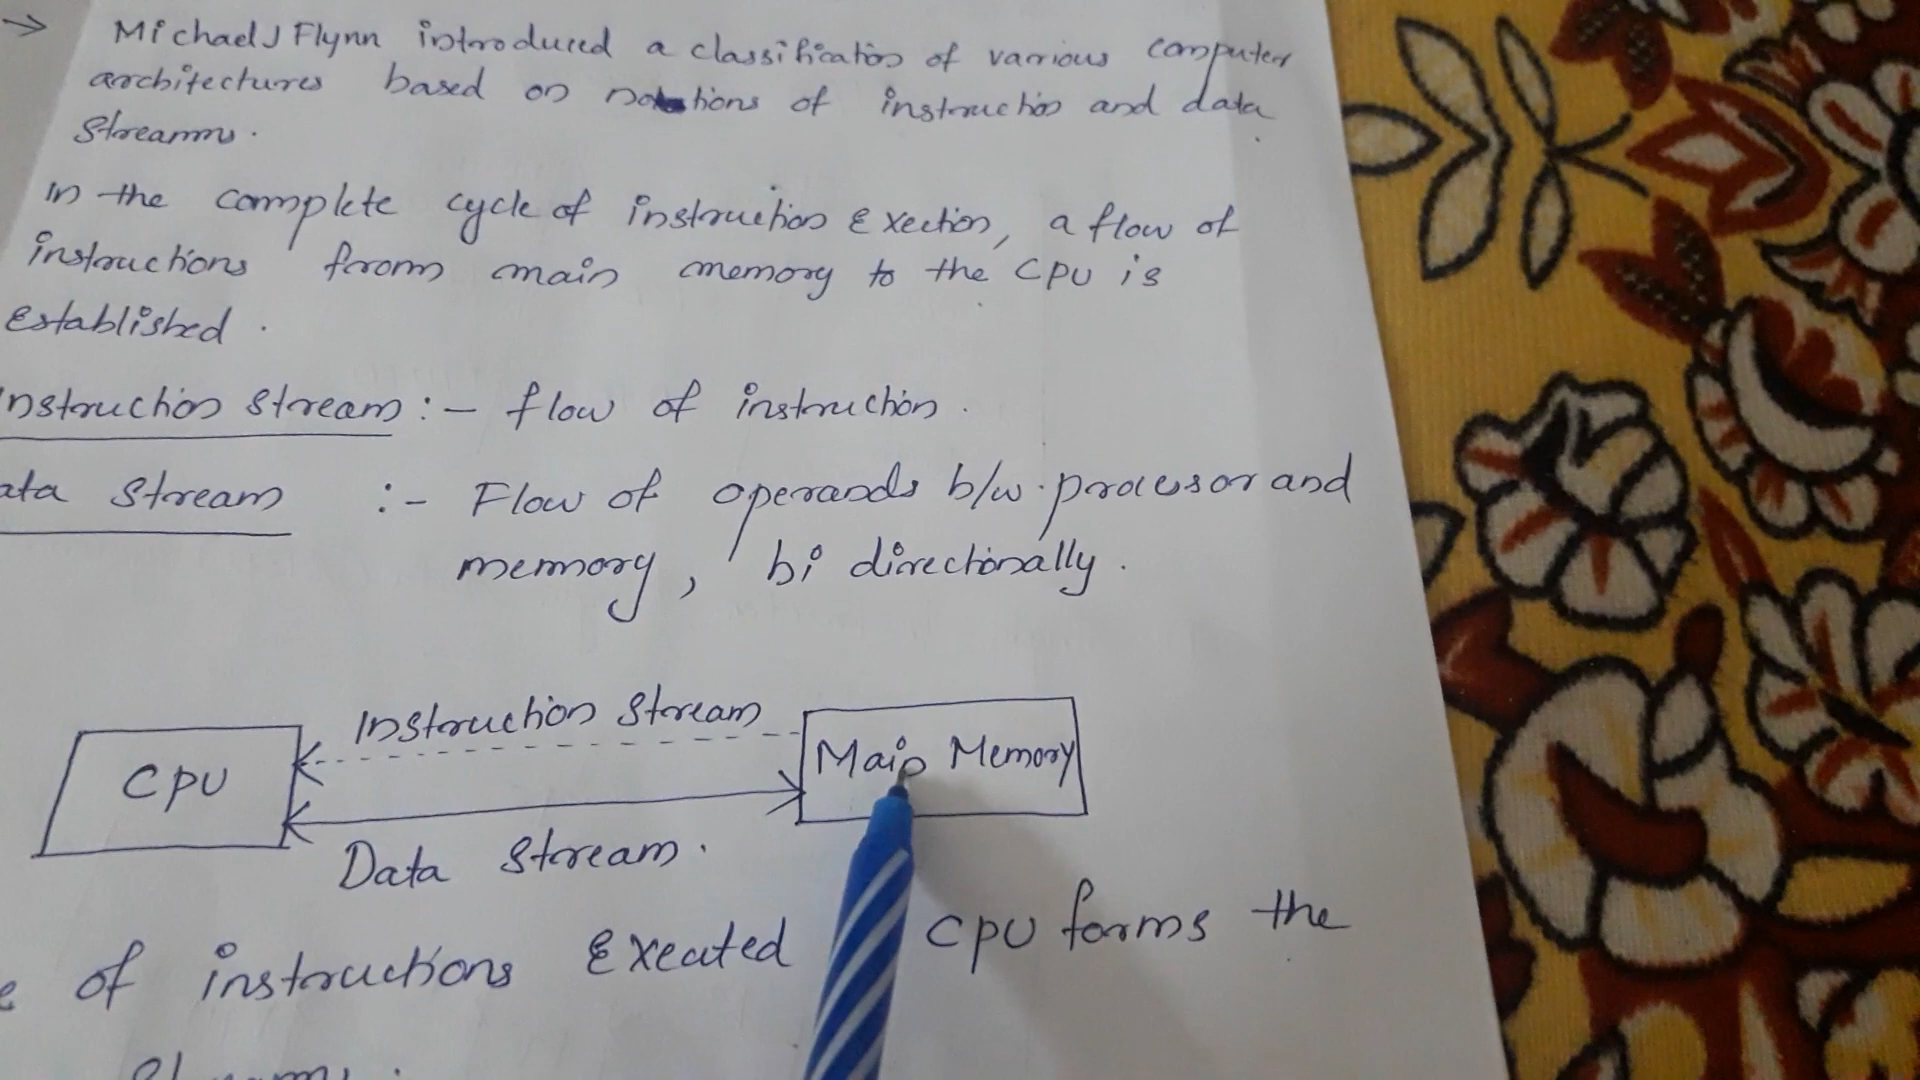 → Michael J Flynn introduced a classification of various computer
architectures based on notations of instruction and data
Streams.
In the complete cycle of instruction Exection, a flow of
instructions from main memory to the CPU is
Established.
nstruction Stream :- flow of instruction.
ata Stream :- Flow of operands b/w processor and
memory, bi directionally.
Instruction Stream
CPU
Main Memory
Data Stream.
e of instructions Executed CPU forms the